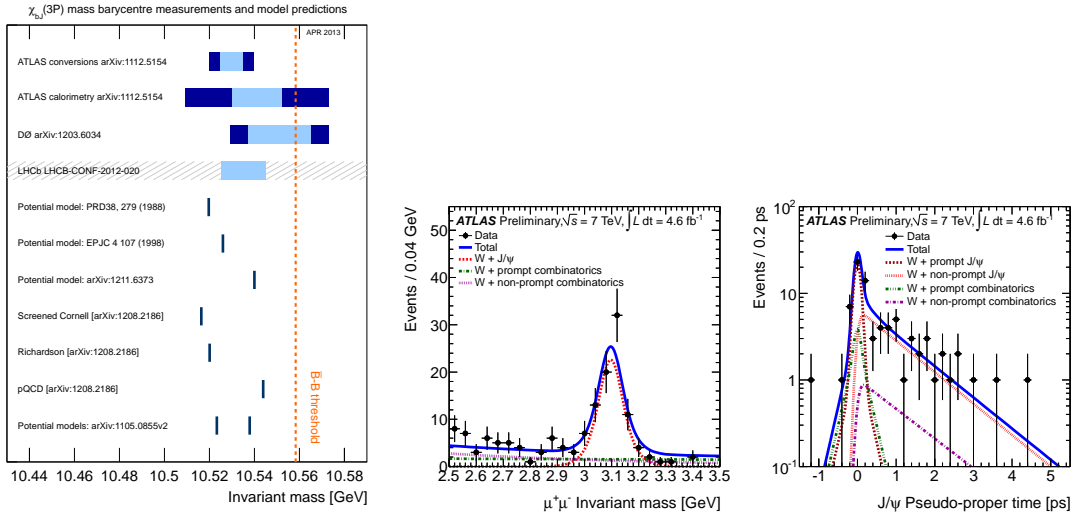 χbJ(3P) mass barycentre measurements and model predictions
APR 2013
ATLAS conversions arXiv:1112.5154
ATLAS calorimetry arXiv:1112.5154
DØ arXiv:1203.6034
LHCb LHCB-CONF-2012-020
Potential model: PRD38, 279 (1988)
Potential model: EPJC 4 107 (1998)
Potential model: arXiv:1211.6373
Screened Cornell [arXiv:1208.2186]
Richardson [arXiv:1208.2186]
pQCD [arXiv:1208.2186]
Potential models: arXiv:1105.0855v2
B-B̄ threshold
10.44 10.46 10.48 10.5 10.52 10.54 10.56 10.58
Invariant mass [GeV]
Events / 0.04 GeV
50
40
30
20
10
0
ATLAS Preliminary, √s = 7 TeV, ∫L dt = 4.6 fb⁻¹
Data
Total
W + J/ψ
W + prompt combinatorics
W + non-prompt combinatorics
2.5 2.6 2.7 2.8 2.9 3 3.1 3.2 3.3 3.4 3.5
μ⁺μ⁻ Invariant mass [GeV]
Events / 0.2 ps
10²
10
1
10⁻¹
ATLAS Preliminary, √s = 7 TeV, ∫L dt = 4.6 fb⁻¹
Data
Total
W + prompt J/ψ
W + non-prompt J/ψ
W + prompt combinatorics
W + non-prompt combinatorics
-1 0 1 2 3 4 5
J/ψ Pseudo-proper time [ps]